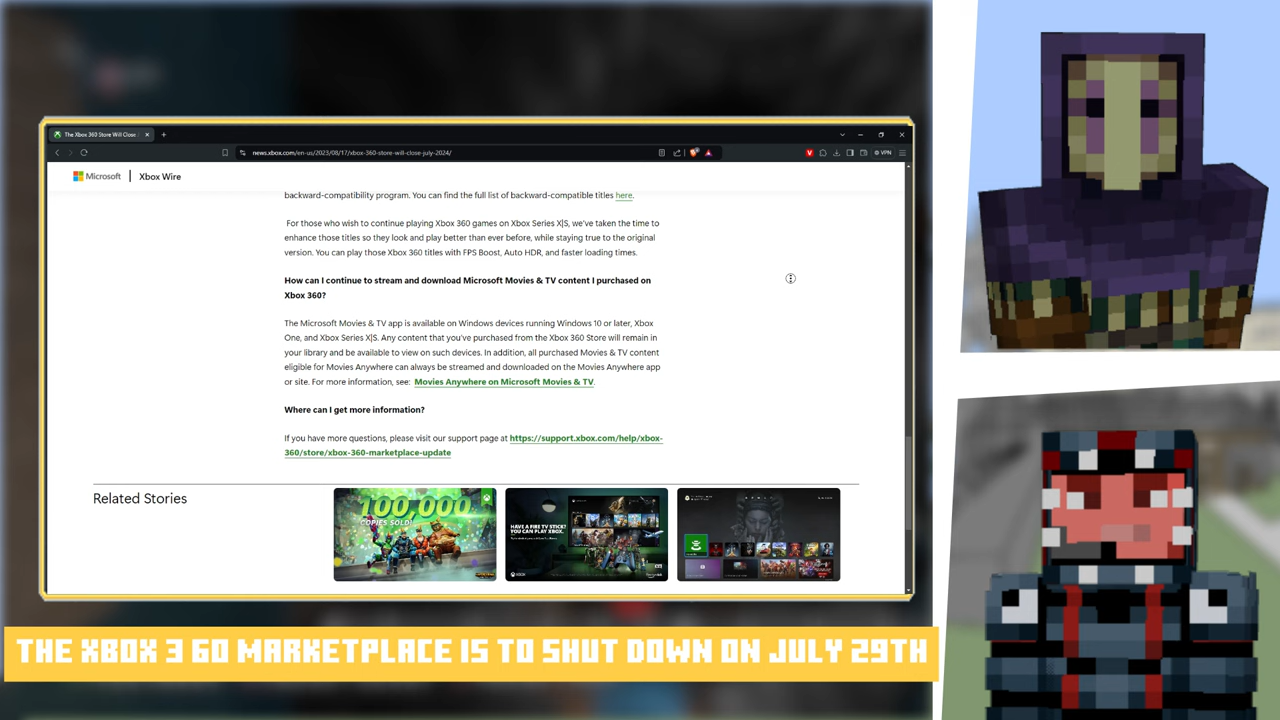 The Xbox 360 Store Will Close
news.xbox.com/en-us/2023/08/17/xbox-360-store-will-close-july-2024/
VPN
Microsoft | Xbox Wire
backward-compatibility program. You can find the full list of backward-compatible titles here.
For those who wish to continue playing Xbox 360 games on Xbox Series X|S, we've taken the time to
enhance those titles so they look and play better than ever before, while staying true to the original
version. You can play those Xbox 360 titles with FPS Boost, Auto HDR, and faster loading times.
How can I continue to stream and download Microsoft Movies & TV content I purchased on
Xbox 360?
The Microsoft Movies & TV app is available on Windows devices running Windows 10 or later, Xbox
One, and Xbox Series X|S. Any content that you've purchased from the Xbox 360 Store will remain in
your library and be available to view on such devices. In addition, all purchased Movies & TV content
eligible for Movies Anywhere can always be streamed and downloaded on the Movies Anywhere app
or site. For more information, see: Movies Anywhere on Microsoft Movies & TV.
Where can I get more information?
If you have more questions, please visit our support page at https://support.xbox.com/help/xbox-
360/store/xbox-360-marketplace-update
Related Stories
100,000
COPIES SOLD!
HAVE A FIRE TV STICK?
YOU CAN PLAY XBOX.
XBOX
THE XBOX 3 60 MARKETPLACE IS TO SHUT DOWN ON JULY 29TH